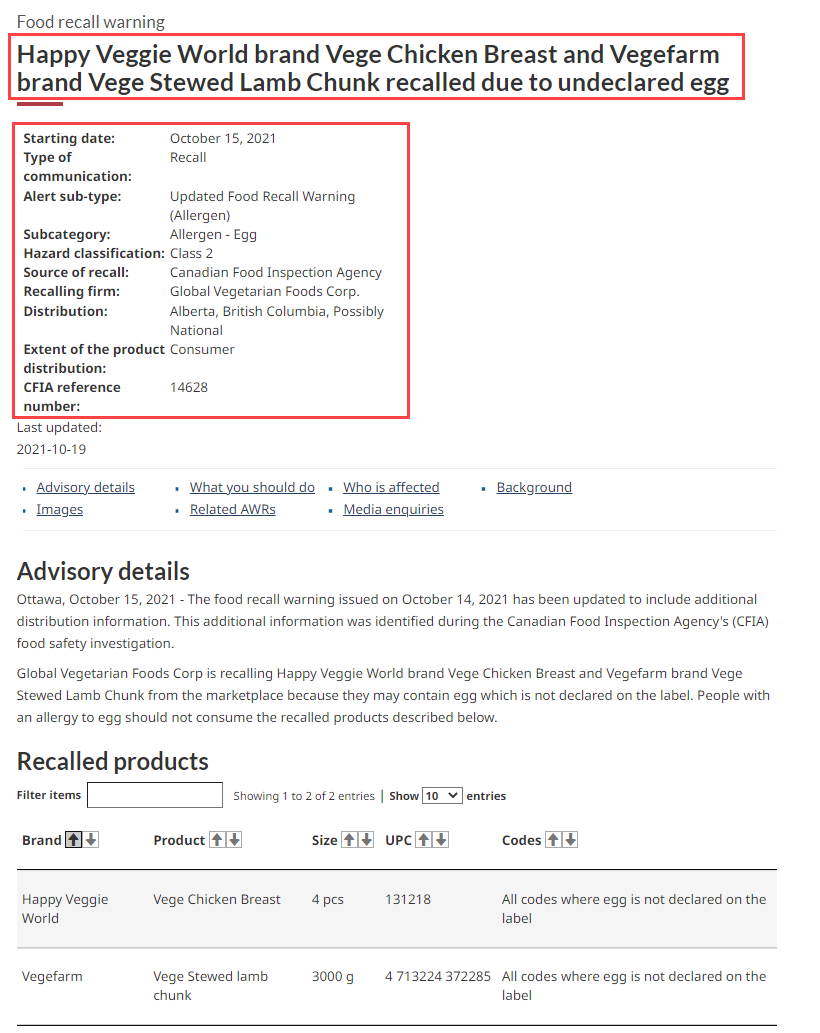 Food recall warning
Happy Veggie World brand Vege Chicken Breast and Vegefarm
brand Vege Stewed Lamb Chunk recalled due to undeclared egg
Starting date: October 15, 2021
Type of communication: Recall
Alert sub-type: Updated Food Recall Warning (Allergen)
Subcategory: Allergen - Egg
Hazard classification: Class 2
Source of recall: Canadian Food Inspection Agency
Recalling firm: Global Vegetarian Foods Corp.
Distribution: Alberta, British Columbia, Possibly National
Extent of the product distribution: Consumer
CFIA reference number: 14628
Last updated:
2021-10-19
Advisory details What you should do Who is affected Background
Images Related AWRs Media enquiries
Advisory details
Ottawa, October 15, 2021 - The food recall warning issued on October 14, 2021 has been updated to include additional
distribution information. This additional information was identified during the Canadian Food Inspection Agency's (CFIA)
food safety investigation.
Global Vegetarian Foods Corp is recalling Happy Veggie World brand Vege Chicken Breast and Vegefarm brand Vege
Stewed Lamb Chunk from the marketplace because they may contain egg which is not declared on the label. People with
an allergy to egg should not consume the recalled products described below.
Recalled products
Filter items Showing 1 to 2 of 2 entries | Show 10 entries
Brand Product Size UPC Codes
Happy Veggie World Vege Chicken Breast 4 pcs 131218 All codes where egg is not declared on the label
Vegefarm Vege Stewed lamb chunk 3000 g 4 713224 372285 All codes where egg is not declared on the label